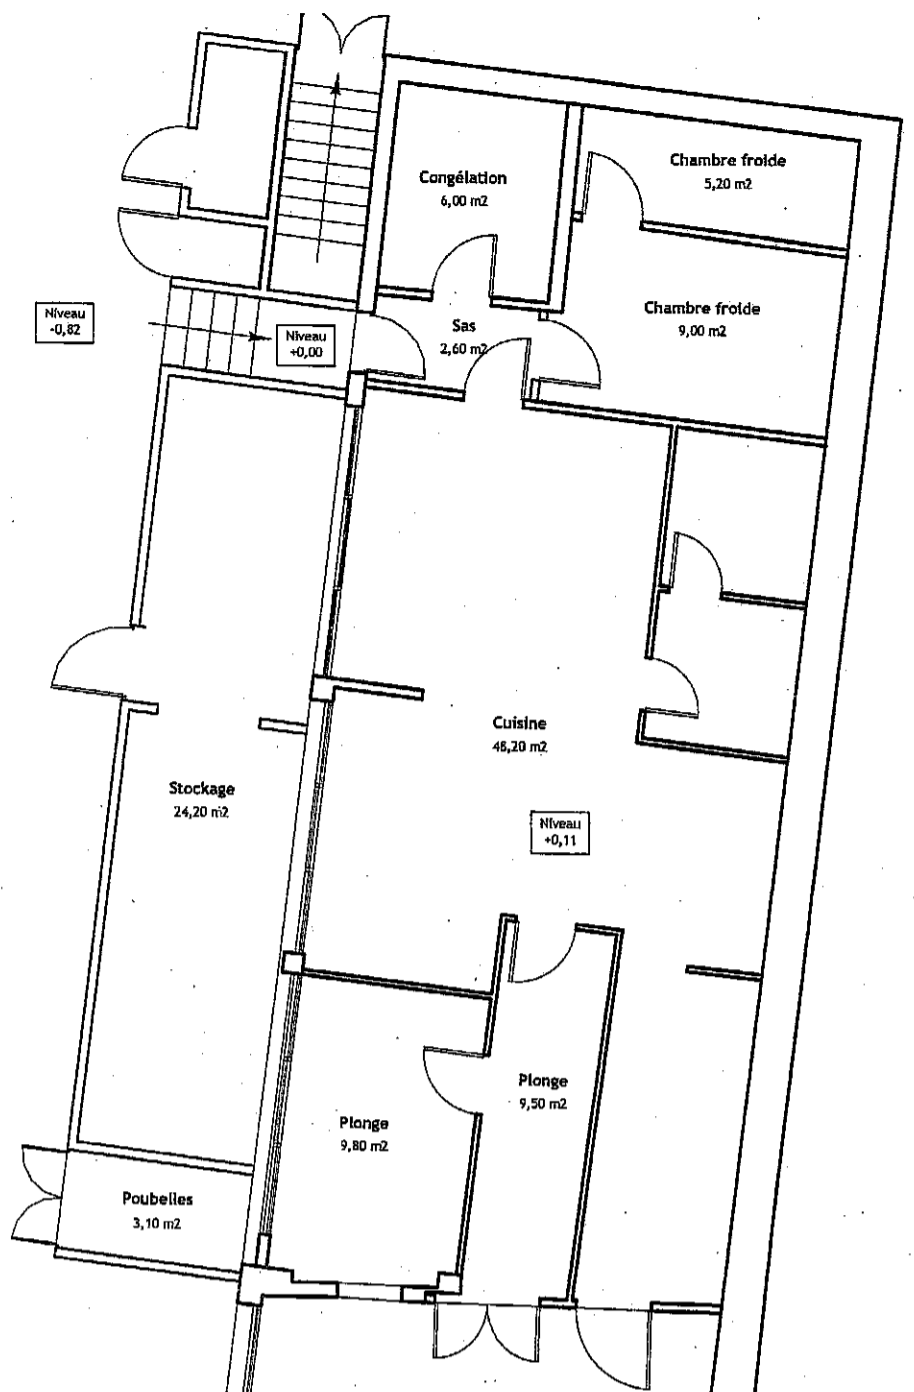 Chambre froide
5,20 m2
Congélation
6,00 m2
Chambre froide
9,00 m2
Niveau
-0,82
Niveau
+0,00
Sas
2,60 m2
Cuisine
48,20 m2
Stockage
24,20 m2
Niveau
+0,11
Plonge
9,50 m2
Plonge
9,80 m2
Poubelles
3,10 m2